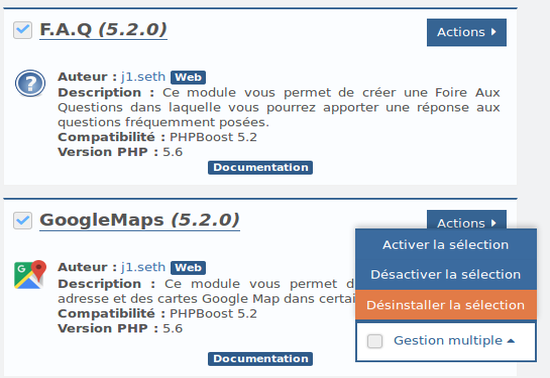 F.A.Q (5.2.0)
Actions
Auteur : j1.seth Web
Description : Ce module vous permet de créer une Foire Aux
Questions dans laquelle vous pourrez apporter une réponse aux
questions fréquemment posées.
Compatibilité : PHPBoost 5.2
Version PHP : 5.6
Documentation
GoogleMaps (5.2.0)
Actions
Auteur : j1.seth Web
Description : Ce module vous permet d
adresse et des cartes Google Map dans certai
Compatibilité : PHPBoost 5.2
Version PHP : 5.6
Documentation
Activer la sélection
Désactiver la sélection
Désinstaller la sélection
Gestion multiple